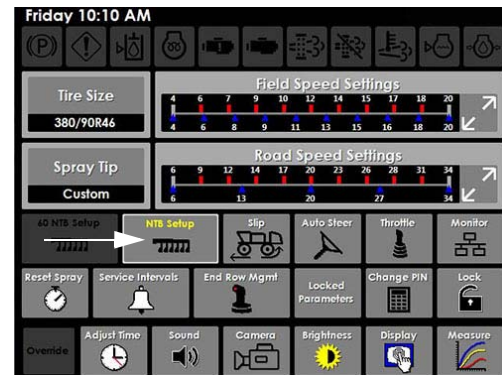 Friday 10:10 AM
(P)
Tire Size
380/90R46
Field Speed Settings
4 6 7 9 10 12 14 15 17 18 20
4 6 8 9 11 13 15 16 18 20
Spray Tip
Custom
Road Speed Settings
6 9 12 14 17 20 23 26 28 31 34
6 13 20 27 34
60 NTB Setup
NTB Setup
Slip
Auto Steer
Throttle
Monitor
Reset Spray
Service Intervals
End Row Mgmt
Locked
Parameters
Change PIN
Lock
Override
Adjust Time
Sound
Camera
Brightness
Display
Measure